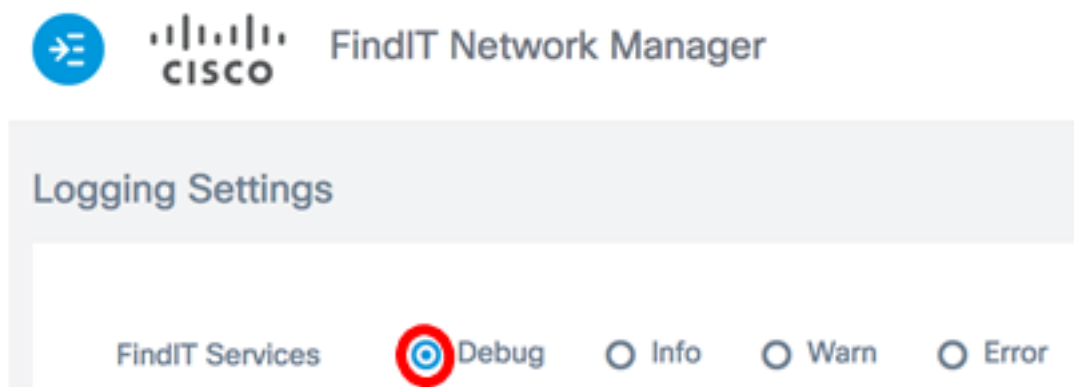 CISCO FindIT Network Manager
Logging Settings
FindIT Services Debug Info Warn Error